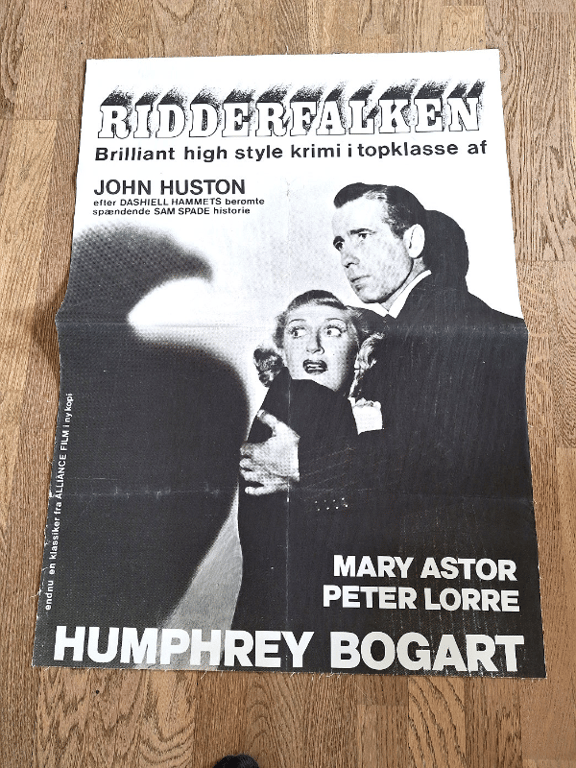 RIDDERFALKEN
Brilliant high style krimi i topklasse af
JOHN HUSTON
efter DASHIELL HAMMETS berømte
spændende SAM SPADE historie
endnu en klassiker fra ALLIANCE FILM i ny kopi
MARY ASTOR
PETER LORRE
HUMPHREY BOGART